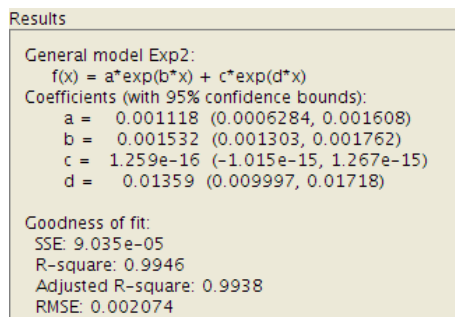 Results
General model Exp2:
f(x) = a*exp(b*x) + c*exp(d*x)
Coefficients (with 95% confidence bounds):
a = 0.001118 (0.0006284, 0.001608)
b = 0.001532 (0.001303, 0.001762)
c = 1.259e-16 (-1.015e-15, 1.267e-15)
d = 0.01359 (0.009997, 0.01718)
Goodness of fit:
SSE: 9.035e-05
R-square: 0.9946
Adjusted R-square: 0.9938
RMSE: 0.002074